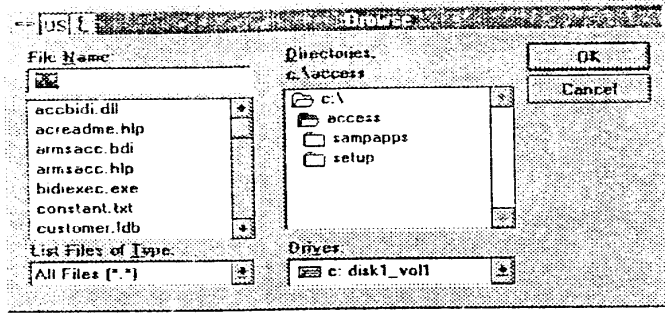 US
Browse
File Name:
*.*
accbidi.dll
acreadme.hlp
armsacc.bdi
armsacc.hlp
bidiexec.exe
constant.txt
customer.ldb
List Files of Type:
All Files (*.*)
Directories:
c:\access
c:\
access
sampapps
setup
Drives:
c: disk1_vol1
OK
Cancel